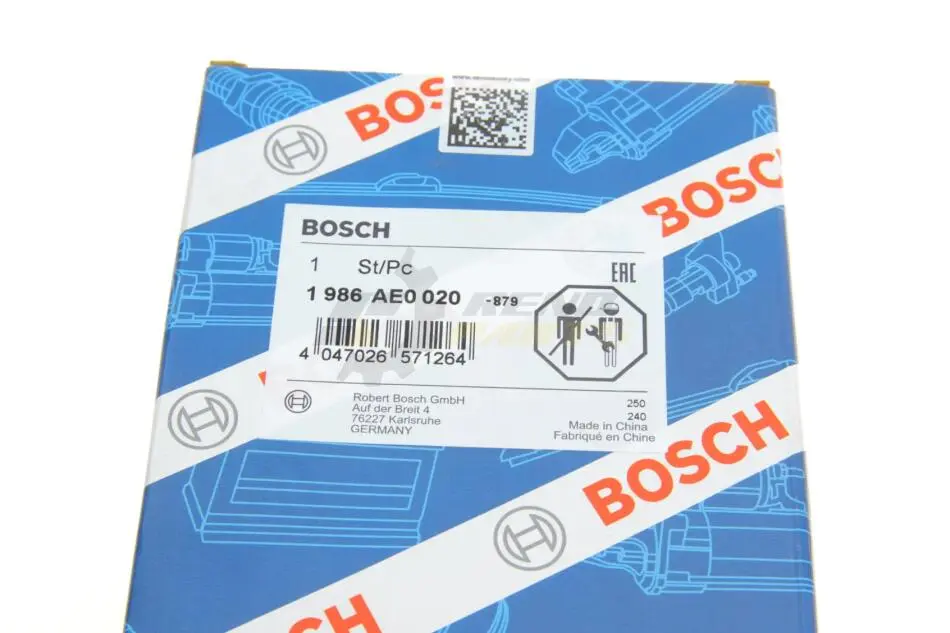 BOSCH
BOSCH
BOSCH
1 St/Pc
EAC
1 986 AE0 020 -879
4 047026 571264
Robert Bosch GmbH
Auf der Breit 4
76227 Karlsruhe
GERMANY
250
240
Made in China
Fabriqué en Chine
BOSCH
BOSCH